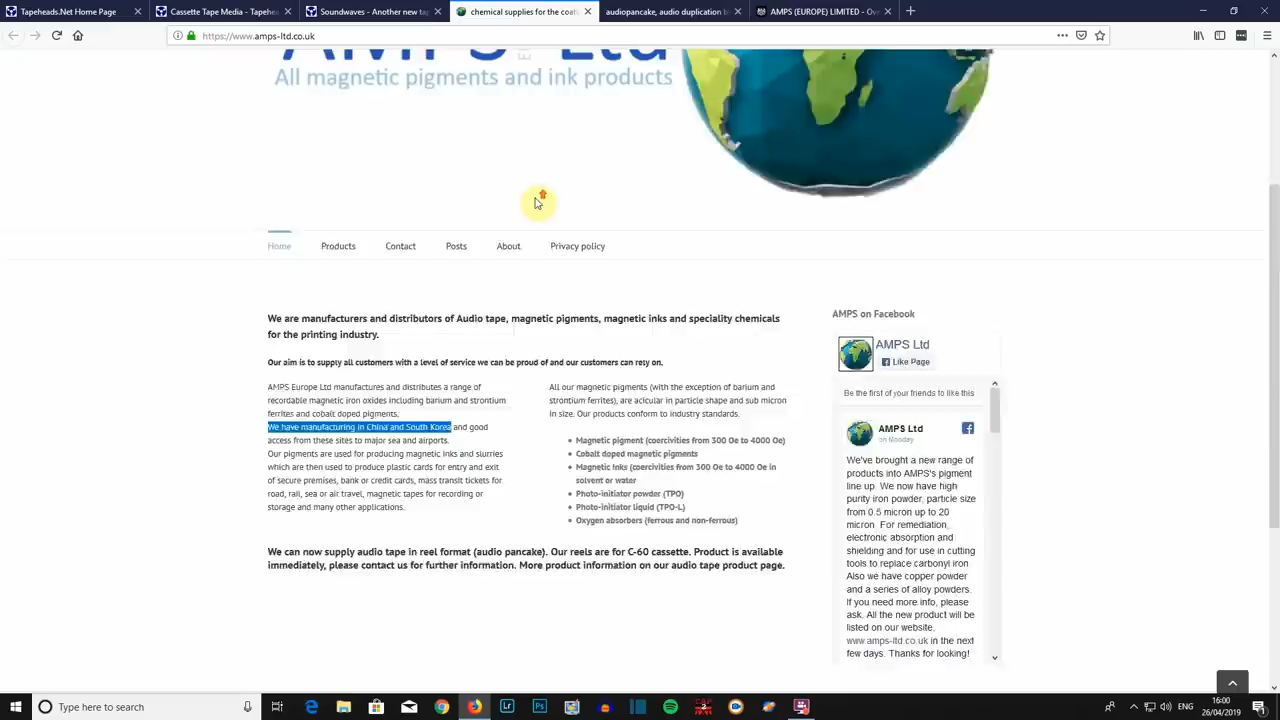 Tapeheads.Net Home Page
Cassette Tape Media - Tapehea
Soundwaves - Another new tap
chemical supplies for the coati
audiopancake, audio duplication b
AMPS (EUROPE) LIMITED - Ove
https://www.amps-ltd.co.uk
AMPS Ltd
All magnetic pigments and ink products
Home
Products
Contact
Posts
About
Privacy policy
We are manufacturers and distributors of Audio tape, magnetic pigments, magnetic inks and speciality chemicals
for the printing industry.
Our aim is to supply all customers with a level of service we can be proud of and our customers can rely on.
AMPS Europe Ltd manufactures and distributes a range of
recordable magnetic iron oxides including barium and strontium
ferrites and cobalt doped pigments.
We have manufacturing in China and South Korea and good
access from these sites to major sea and airports.
Our pigments are used for producing magnetic inks and slurries
which are then used to produce plastic cards for entry and exit
of secure premises, bank or credit cards, mass transit tickets for
road, rail, sea or air travel, magnetic tapes for recording or
storage and many other applications.
All our magnetic pigments (with the exception of barium and
strontium ferrites), are acicular in particle shape and sub micron
in size. Our products conform to industry standards.
Magnetic pigment (coercivities from 300 Oe to 4000 Oe)
Cobalt doped magnetic pigments
Magnetic Inks (coercivities from 300 Oe to 4000 Oe in
solvent or water
Photo-initiator powder (TPO)
Photo-initiator liquid (TPO-L)
Oxygen absorbers (ferrous and non-ferrous)
We can now supply audio tape in reel format (audio pancake). Our reels are for C-60 cassette. Product is available
immediately, please contact us for further information. More product information on our audio tape product page.
AMPS on Facebook
AMPS Ltd
Like Page
Be the first of your friends to like this
AMPS Ltd
on Monday
We've brought a new range of
products into AMPS's pigment
line up. We now have high
purity iron powder, particle size
from 0.5 micron up to 20
micron. For remediation,
electronic absorption and
shielding and for use in cutting
tools to replace carbonyl iron
Also we have copper powder
and a series of alloy powders.
If you need more info, please
ask. All the new product will be
listed on our website,
www.amps-ltd.co.uk in the next
few days. Thanks for looking!
Type here to search
Lr
Ps
ENG
16:00
26/04/2019